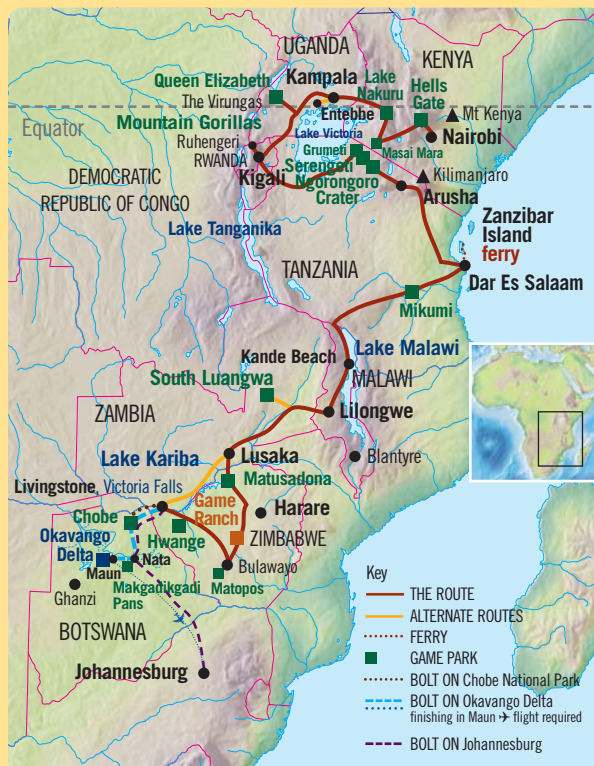 UGANDA
KENYA
Kampala
Queen Elizabeth
Lake
Nakuru
Hells
Gate
The Virungas
Entebbe
Mt Kenya
Equator
Mountain Gorillas
Lake Victoria
Nairobi
Ruhengeri
Grumeti
Masai Mara
RWANDA
Serengeti
Kigali
Ngorongoro
Crater
Kilimanjaro
DEMOCRATIC
REPUBLIC OF CONGO
Arusha
Lake Tanganika
Zanzibar
Island
ferry
TANZANIA
Dar Es Salaam
Mikumi
Kande Beach
Lake Malawi
South Luangwa
MALAWI
ZAMBIA
Lilongwe
Lake Kariba
Lusaka
Blantyre
Matusadona
Livingstone, Victoria Falls
Game
Ranch
Harare
Chobe
Hwange
ZIMBABWE
Okavango
Delta
Nata
Maun
Bulawayo
Makgadikgadi
Pans
Matopos
Ghanzi
BOTSWANA
Johannesburg
Key
THE ROUTE
ALTERNATE ROUTES
FERRY
GAME PARK
BOLT ON Chobe National Park
BOLT ON Okavango Delta
finishing in Maun ✈ flight required
BOLT ON Johannesburg